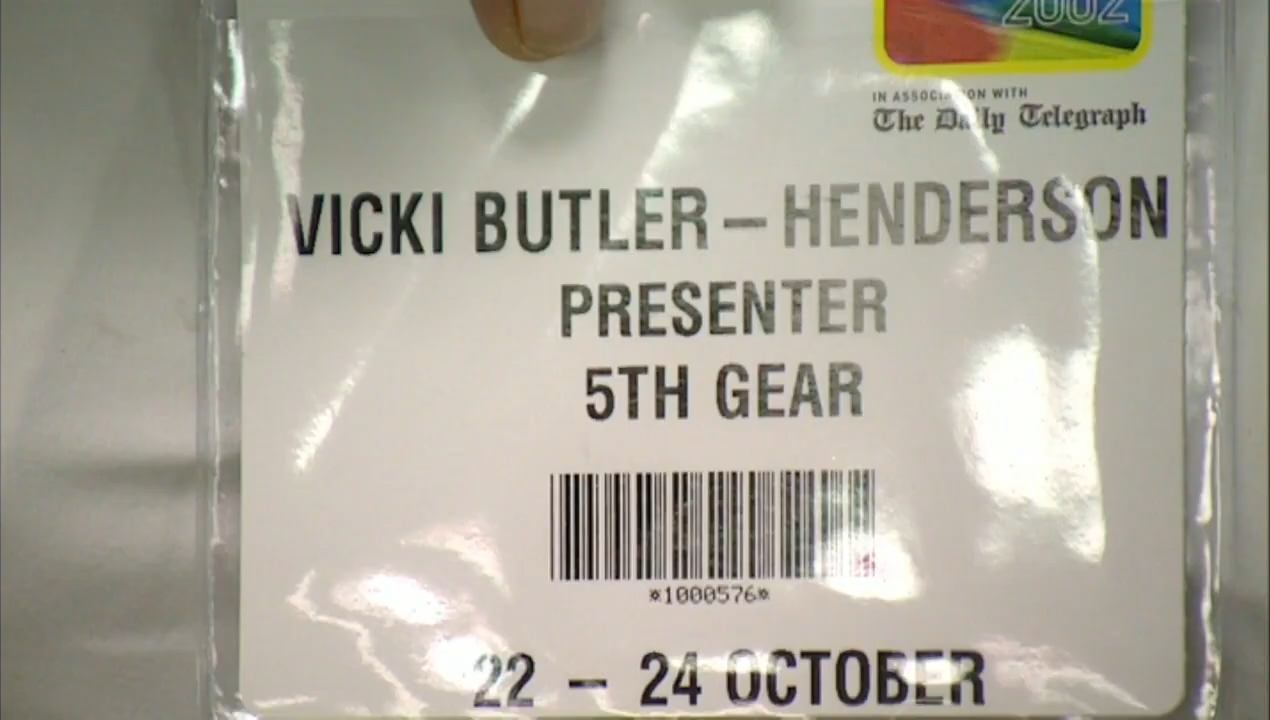 2002
IN ASSOCIATION WITH
The Daily Telegraph
VICKI BUTLER – HENDERSON
PRESENTER
5TH GEAR
*1000576*
22 – 24 OCTOBER